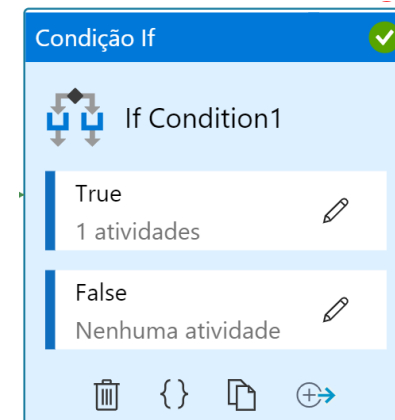 Condição If
If Condition1
True
1 atividades
False
Nenhuma atividade
{}